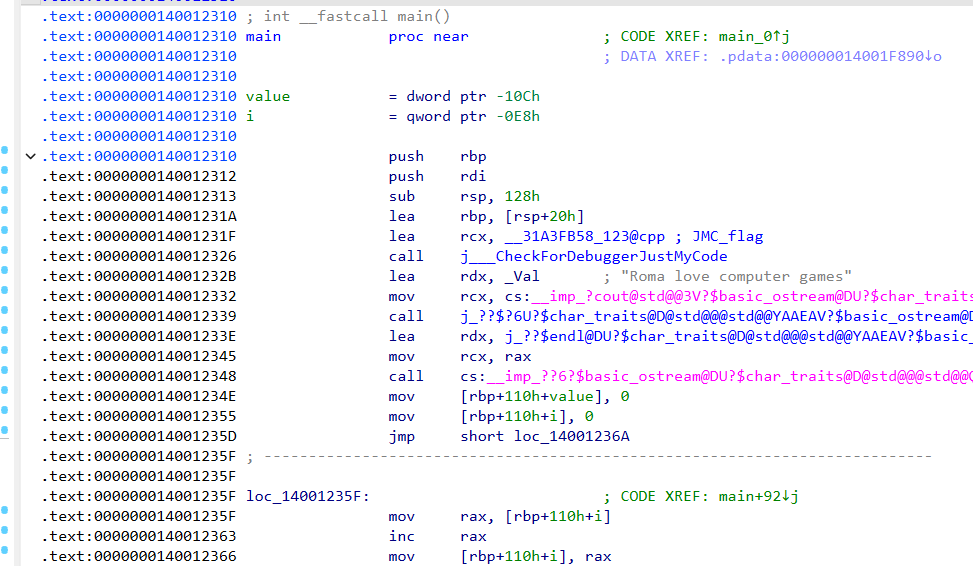 .text:0000000140012310 ; int __fastcall main()
.text:0000000140012310 main            proc near               ; CODE XREF: main_0↑j
.text:0000000140012310                                         ; DATA XREF: .pdata:000000014001F890↓o
.text:0000000140012310
.text:0000000140012310 value           = dword ptr -10Ch
.text:0000000140012310 i               = qword ptr -0E8h
.text:0000000140012310
.text:0000000140012310                 push    rbp
.text:0000000140012312                 push    rdi
.text:0000000140012313                 sub     rsp, 128h
.text:000000014001231A                 lea     rbp, [rsp+20h]
.text:000000014001231F                 lea     rcx, __31A3FB58_123@cpp ; JMC_flag
.text:0000000140012326                 call    j___CheckForDebuggerJustMyCode
.text:000000014001232B                 lea     rdx, _Val       ; "Roma love computer games"
.text:0000000140012332                 mov     rcx, cs:__imp_?cout@std@@3V?$basic_ostream@DU?$char_traits
.text:0000000140012339                 call    j_??$?6U?$char_traits@D@std@@@std@@YAAEAV?$basic_ostream@D
.text:000000014001233E                 lea     rdx, j_??$endl@DU?$char_traits@D@std@@@std@@YAAEAV?$basic_
.text:0000000140012345                 mov     rcx, rax
.text:0000000140012348                 call    cs:__imp_??6?$basic_ostream@DU?$char_traits@D@std@@@std@@Q
.text:000000014001234E                 mov     [rbp+110h+value], 0
.text:0000000140012355                 mov     [rbp+110h+i], 0
.text:000000014001235D                 jmp     short loc_14001236A
.text:000000014001235F ; ---------------------------------------------------------------------------
.text:000000014001235F
.text:000000014001235F loc_14001235F:                          ; CODE XREF: main+92↓j
.text:000000014001235F                 mov     rax, [rbp+110h+i]
.text:0000000140012363                 inc     rax
.text:0000000140012366                 mov     [rbp+110h+i], rax